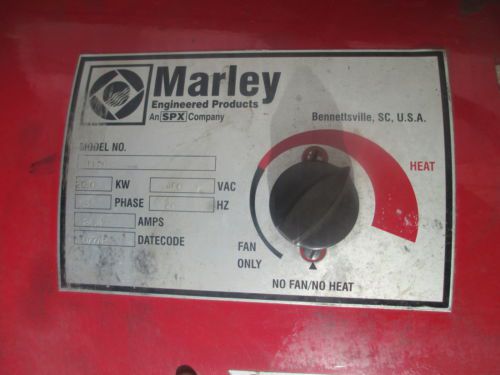 Marley
Engineered Products
An SPX Company
Bennettsville, SC, U.S.A.
MODEL NO.
KW VAC
PHASE HZ
AMPS
DATECODE
HEAT
FAN
ONLY
NO FAN/NO HEAT